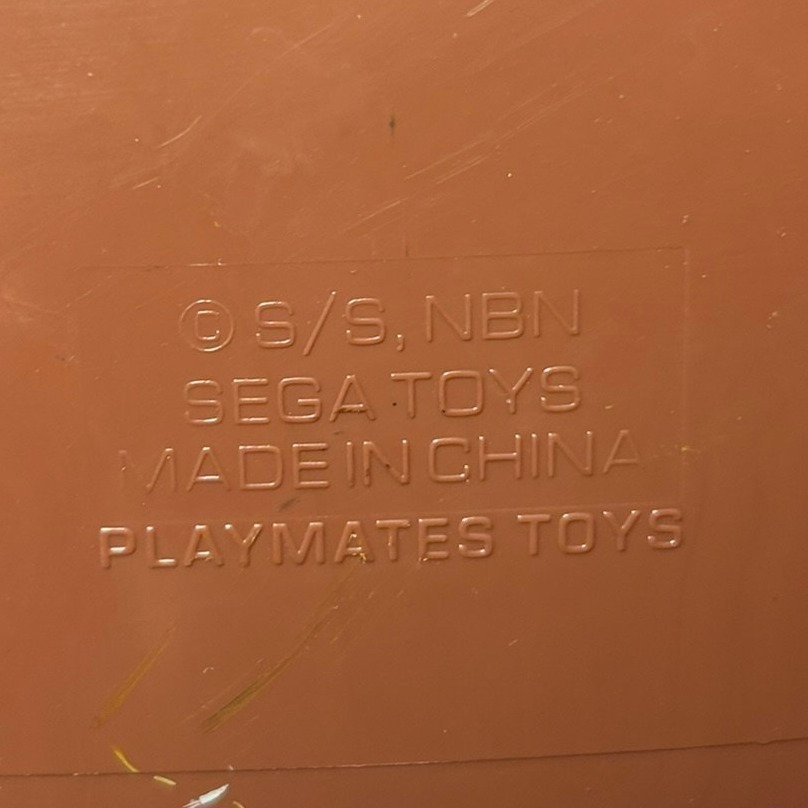 © S/S, NBN
SEGA TOYS
MADE IN CHINA
PLAYMATES TOYS